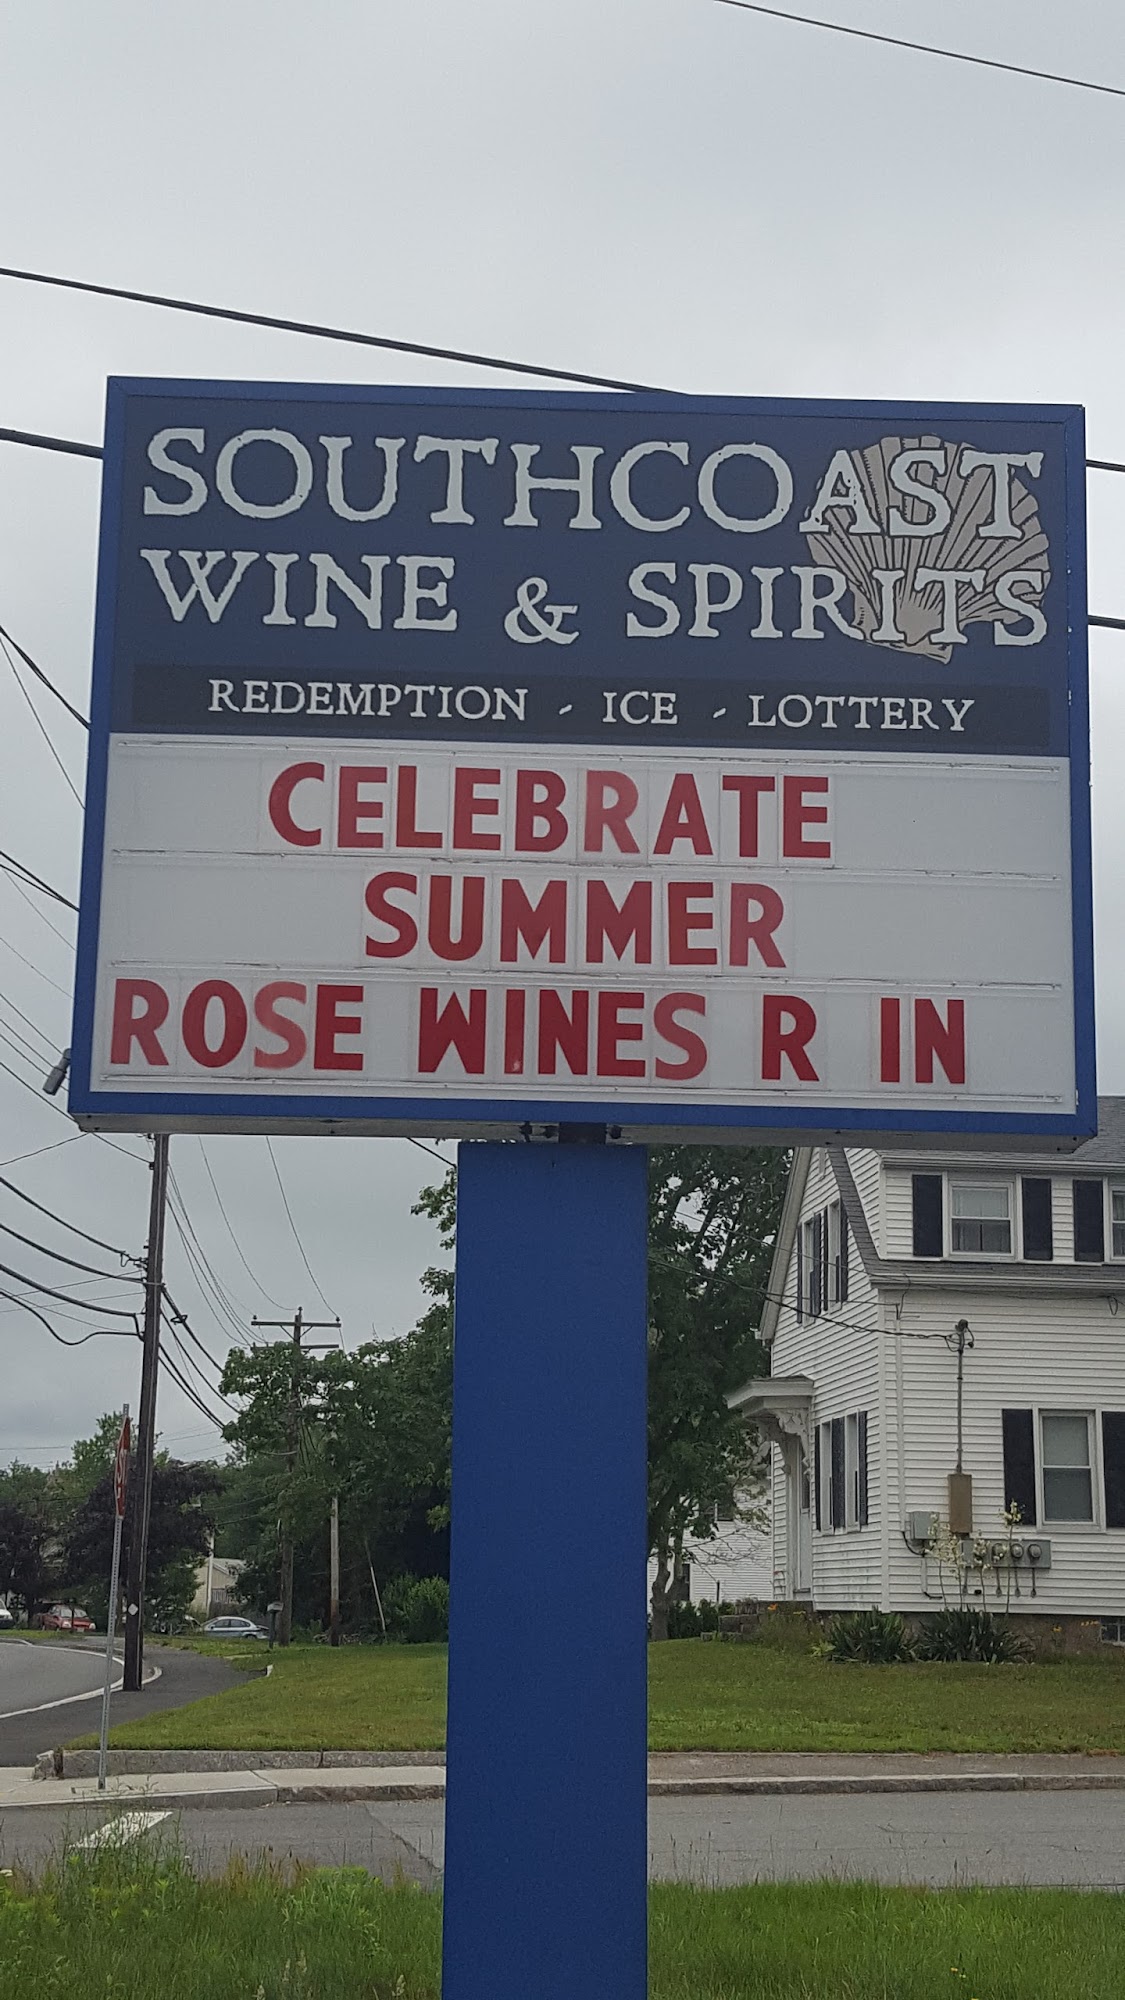 SOUTHCOAST
WINE & SPIRITS
REDEMPTION - ICE - LOTTERY
CELEBRATE
SUMMER
ROSE WINES R IN